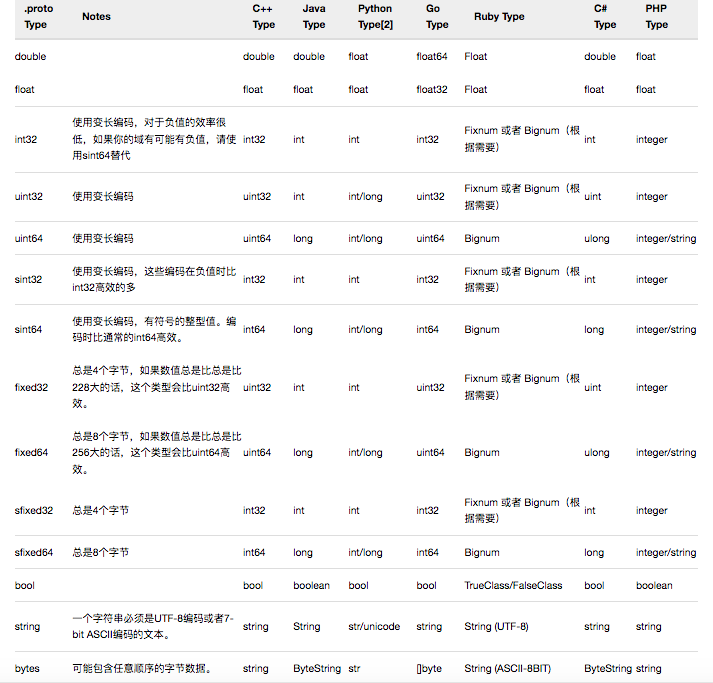 .proto Type Notes C++ Type Java Type Python Type[2] Go Type Ruby Type C# Type PHP Type
double double double float float64 Float double float
float float float float float32 Float float float
int32 使用变长编码，对于负值的效率很低，如果你的域有可能有负值，请使用sint64替代 int32 int int int32 Fixnum 或者 Bignum（根据需要） int integer
uint32 使用变长编码 uint32 int int/long uint32 Fixnum 或者 Bignum（根据需要） uint integer
uint64 使用变长编码 uint64 long int/long uint64 Bignum ulong integer/string
sint32 使用变长编码，这些编码在负值时比int32高效的多 int32 int int int32 Fixnum 或者 Bignum（根据需要） int integer
sint64 使用变长编码，有符号的整型值。编码时比通常的int64高效。 int64 long int/long int64 Bignum long integer/string
fixed32 总是4个字节，如果数值总是比总是比228大的话，这个类型会比uint32高效。 uint32 int int uint32 Fixnum 或者 Bignum（根据需要） uint integer
fixed64 总是8个字节，如果数值总是比总是比256大的话，这个类型会比uint64高效。 uint64 long int/long uint64 Bignum ulong integer/string
sfixed32 总是4个字节 int32 int int int32 Fixnum 或者 Bignum（根据需要） int integer
sfixed64 总是8个字节 int64 long int/long int64 Bignum long integer/string
bool bool boolean bool bool TrueClass/FalseClass bool boolean
string 一个字符串必须是UTF-8编码或者7-bit ASCII编码的文本。 string String str/unicode string String (UTF-8) string string
bytes 可能包含任意顺序的字节数据。 string ByteString str []byte String (ASCII-8BIT) ByteString string